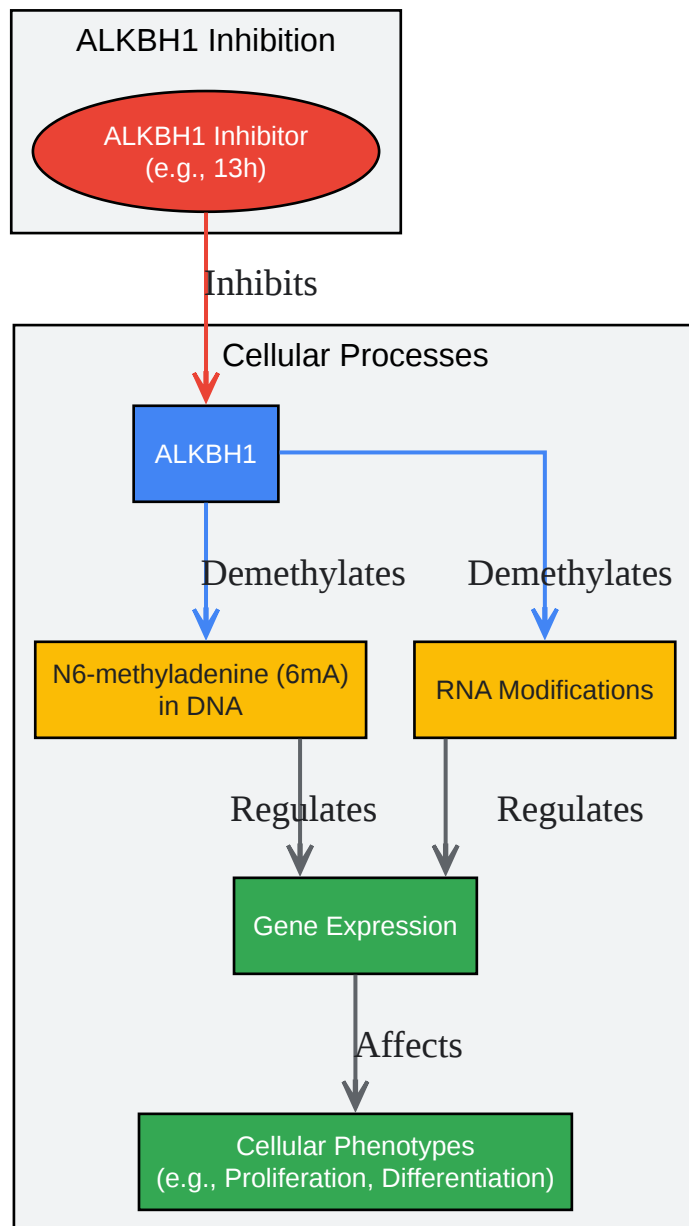 ALKBH1 Inhibition
ALKBH1 Inhibitor
(e.g., 13h)
Inhibits
Cellular Processes
ALKBH1
Demethylates
Demethylates
N6-methyladenine (6mA)
in DNA
RNA Modifications
Regulates
Regulates
Gene Expression
Affects
Cellular Phenotypes
(e.g., Proliferation, Differentiation)